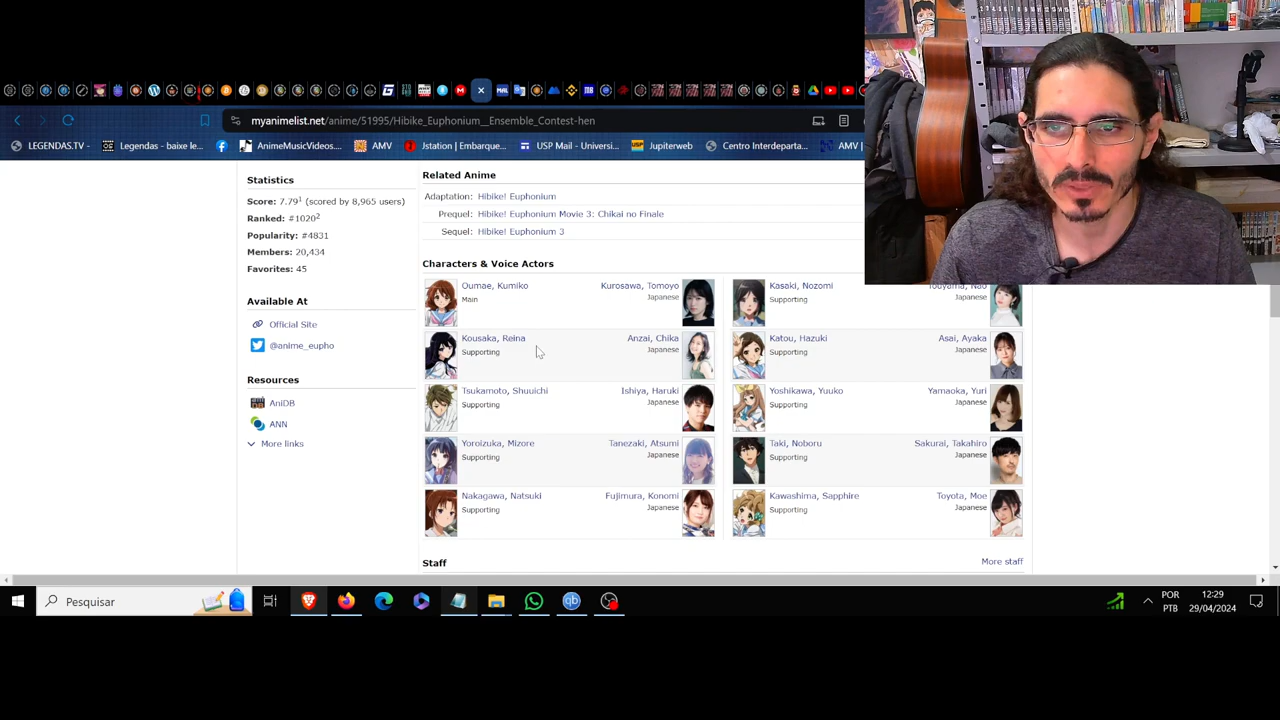 myanimelist.net/anime/51995/Hibike_Euphonium__Ensemble_Contest-hen
LEGENDAS.TV - Legendas - baixe le... AnimeMusicVideos.... AMV Jstation | Embarque... USP Mail - Universi... Jupiterweb Centro Interdeparta... AMV |
Statistics
Score: 7.79¹ (scored by 8,965 users)
Ranked: #1020²
Popularity: #4831
Members: 20,434
Favorites: 45
Available At
Official Site
@anime_eupho
Resources
AniDB
ANN
More links
Related Anime
Adaptation: Hibike! Euphonium
Prequel: Hibike! Euphonium Movie 3: Chikai no Finale
Sequel: Hibike! Euphonium 3
Characters & Voice Actors
Oumae, Kumiko Kurosawa, Tomoyo
Main Japanese
Kasaki, Nozomi Touyama, Nao
Supporting Japanese
Kousaka, Reina Anzai, Chika
Supporting Japanese
Katou, Hazuki Asai, Ayaka
Supporting Japanese
Tsukamoto, Shuuichi Ishiya, Haruki
Supporting Japanese
Yoshikawa, Yuuko Yamaoka, Yuri
Supporting Japanese
Yoroizuka, Mizore Tanezaki, Atsumi
Supporting Japanese
Taki, Noboru Sakurai, Takahiro
Supporting Japanese
Nakagawa, Natsuki Fujimura, Konomi
Supporting Japanese
Kawashima, Sapphire Toyota, Moe
Supporting Japanese
Staff More staff
Pesquisar
POR 12:29
PTB 29/04/2024